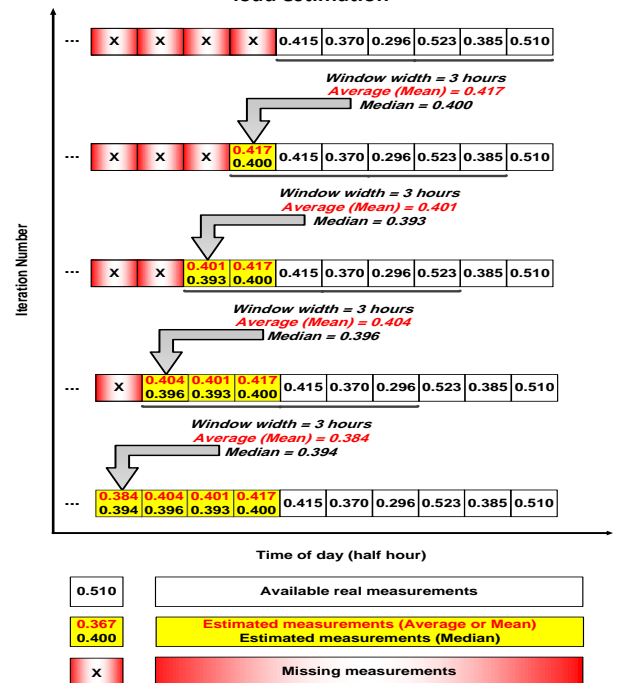 load estimation
... X X X X 0.415 0.370 0.296 0.523 0.385 0.510
Window width = 3 hours
Average (Mean) = 0.417
Median = 0.400
... X X X 0.417 0.415 0.370 0.296 0.523 0.385 0.510
0.400
Window width = 3 hours
Average (Mean) = 0.401
Median = 0.393
... X X 0.401 0.417 0.415 0.370 0.296 0.523 0.385 0.510
0.393 0.400
Window width = 3 hours
Average (Mean) = 0.404
Median = 0.396
... X 0.404 0.401 0.417 0.415 0.370 0.296 0.523 0.385 0.510
0.396 0.393 0.400
Window width = 3 hours
Average (Mean) = 0.384
Median = 0.394
... 0.384 0.404 0.401 0.417 0.415 0.370 0.296 0.523 0.385 0.510
0.394 0.396 0.393 0.400
Iteration Number
Time of day (half hour)
0.510 Available real measurements
0.367 Estimated measurements (Average or Mean)
0.400 Estimated measurements (Median)
X Missing measurements